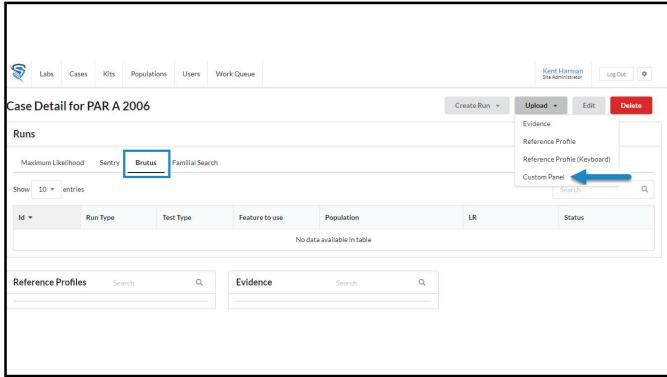 Labs Cases Kits Populations Users Work Queue Kent Harman Log Out
Site Administrator
Case Detail for PAR A 2006 Create Run Upload Edit Delete
Evidence
Reference Profile
Reference Profile (Keyboard)
Custom Panel
Runs
Maximum Likelihood Sentry Brutus Familial Search
Show 10 entries Search
Id Run Type Test Type Feature to use Population LR Status
No data available in table
Reference Profiles Search Evidence Search